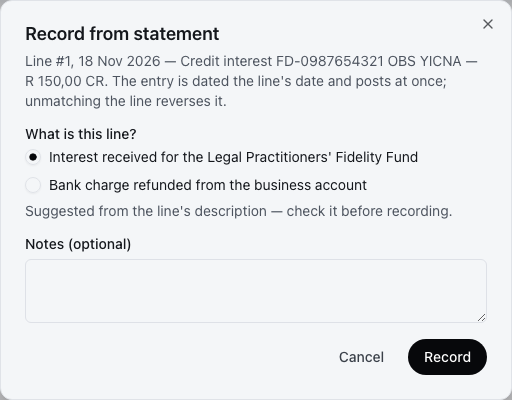 Record from statement
Line #1, 18 Nov 2026 — Credit interest FD-0987654321 OBS YICNA —
R 150,00 CR. The entry is dated the line's date and posts at once;
unmatching the line reverses it.
What is this line?
Interest received for the Legal Practitioners' Fidelity Fund
Bank charge refunded from the business account
Suggested from the line's description — check it before recording.
Notes (optional)
Cancel
Record